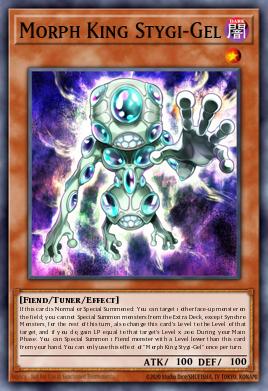 Morph King Stygi-Gel
DARK
闇
[Fiend/Tuner/Effect]
If this card is Normal or Special Summoned: You can target 1 other face-up monster on
the field; you cannot Special Summon monsters from the Extra Deck, except Synchro
Monsters, for the rest of this turn, also change this card's Level to the Level of that
target, and if you do, gain LP equal to that target's Level x 200. During your Main
Phase: You can Special Summon 1 Fiend monster with a Level lower than this card
from your hand. You can only use this effect of "Morph King Stygi-Gel" once per turn.
ATK/ 100 DEF/ 100